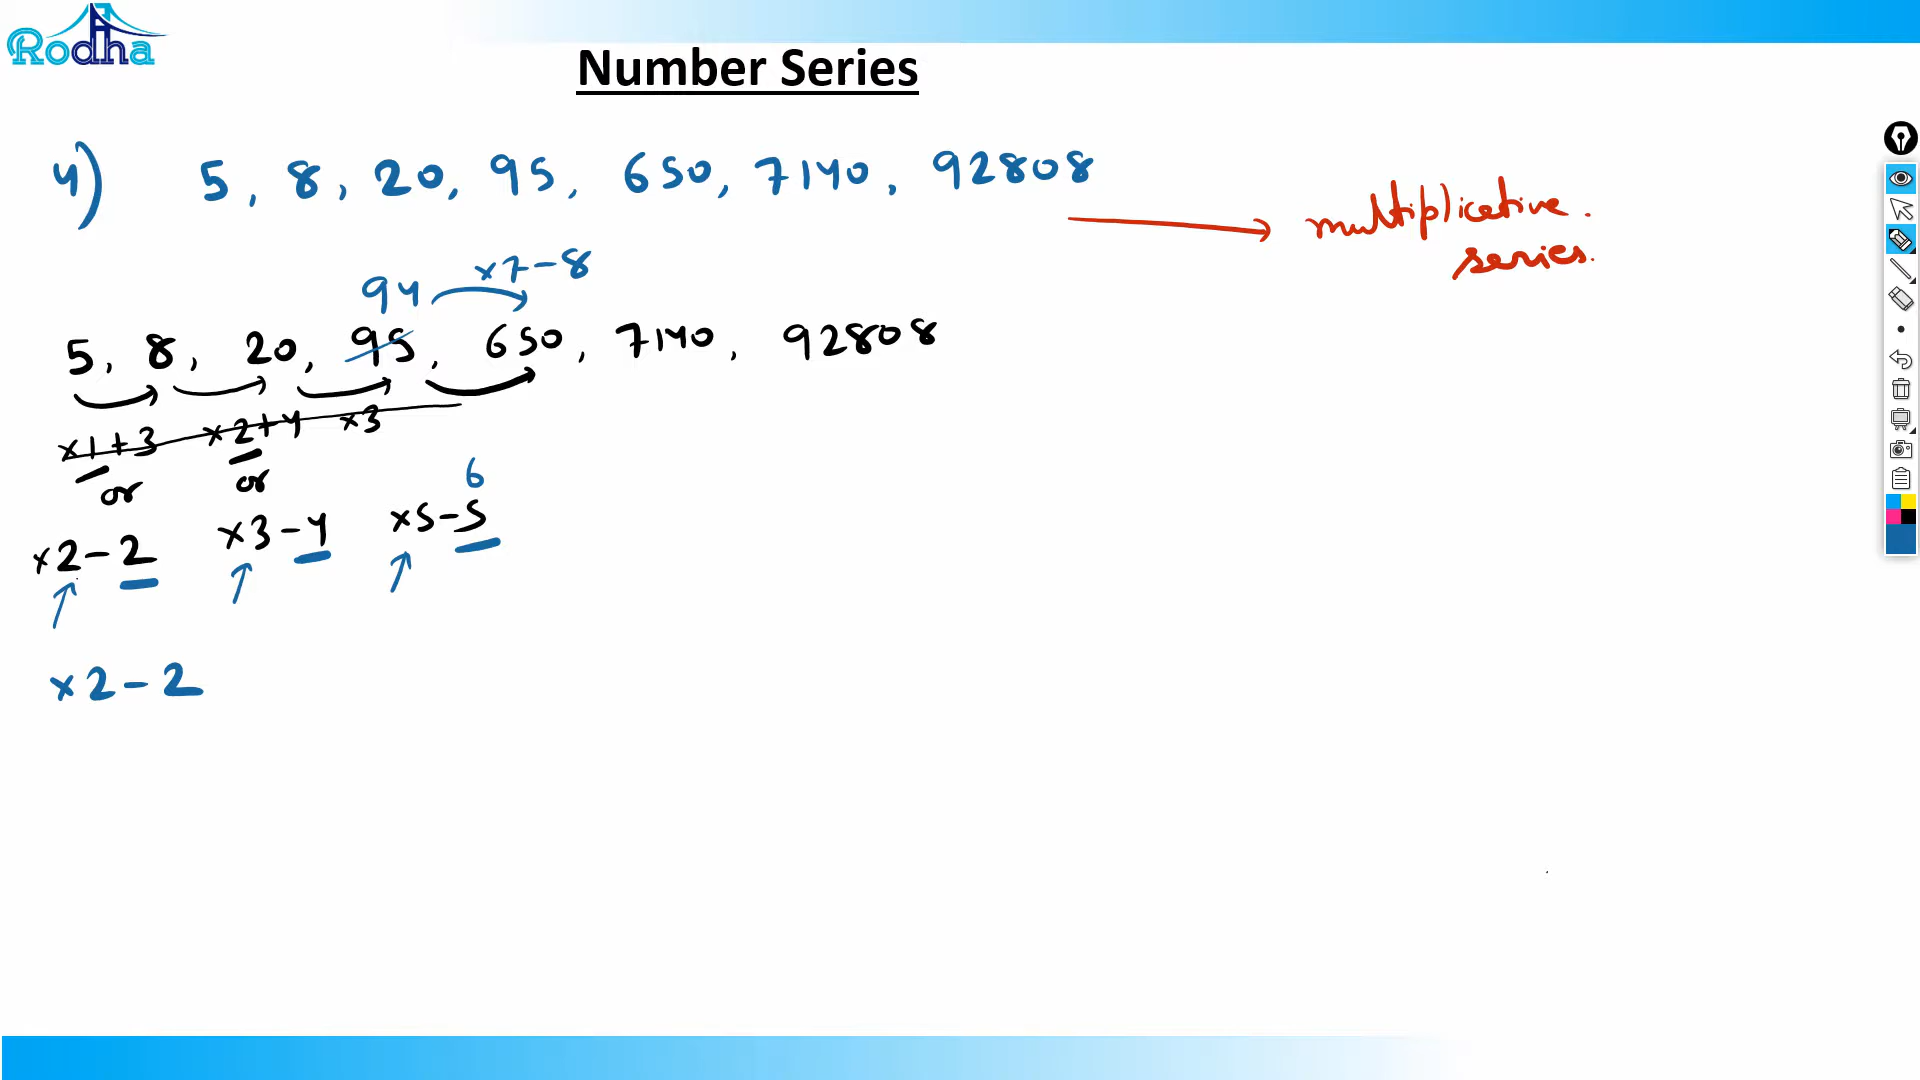 Rodha
Number Series
4) 5, 8, 20, 95, 650, 7140, 92808
multiplicative.
series.
94 ×7-8
5, 8, 20, 95, 650, 7140, 92808
×1+3 ×2+4 ×3
or or
6
×2-2 ×3-4 ×5-5
×2-2